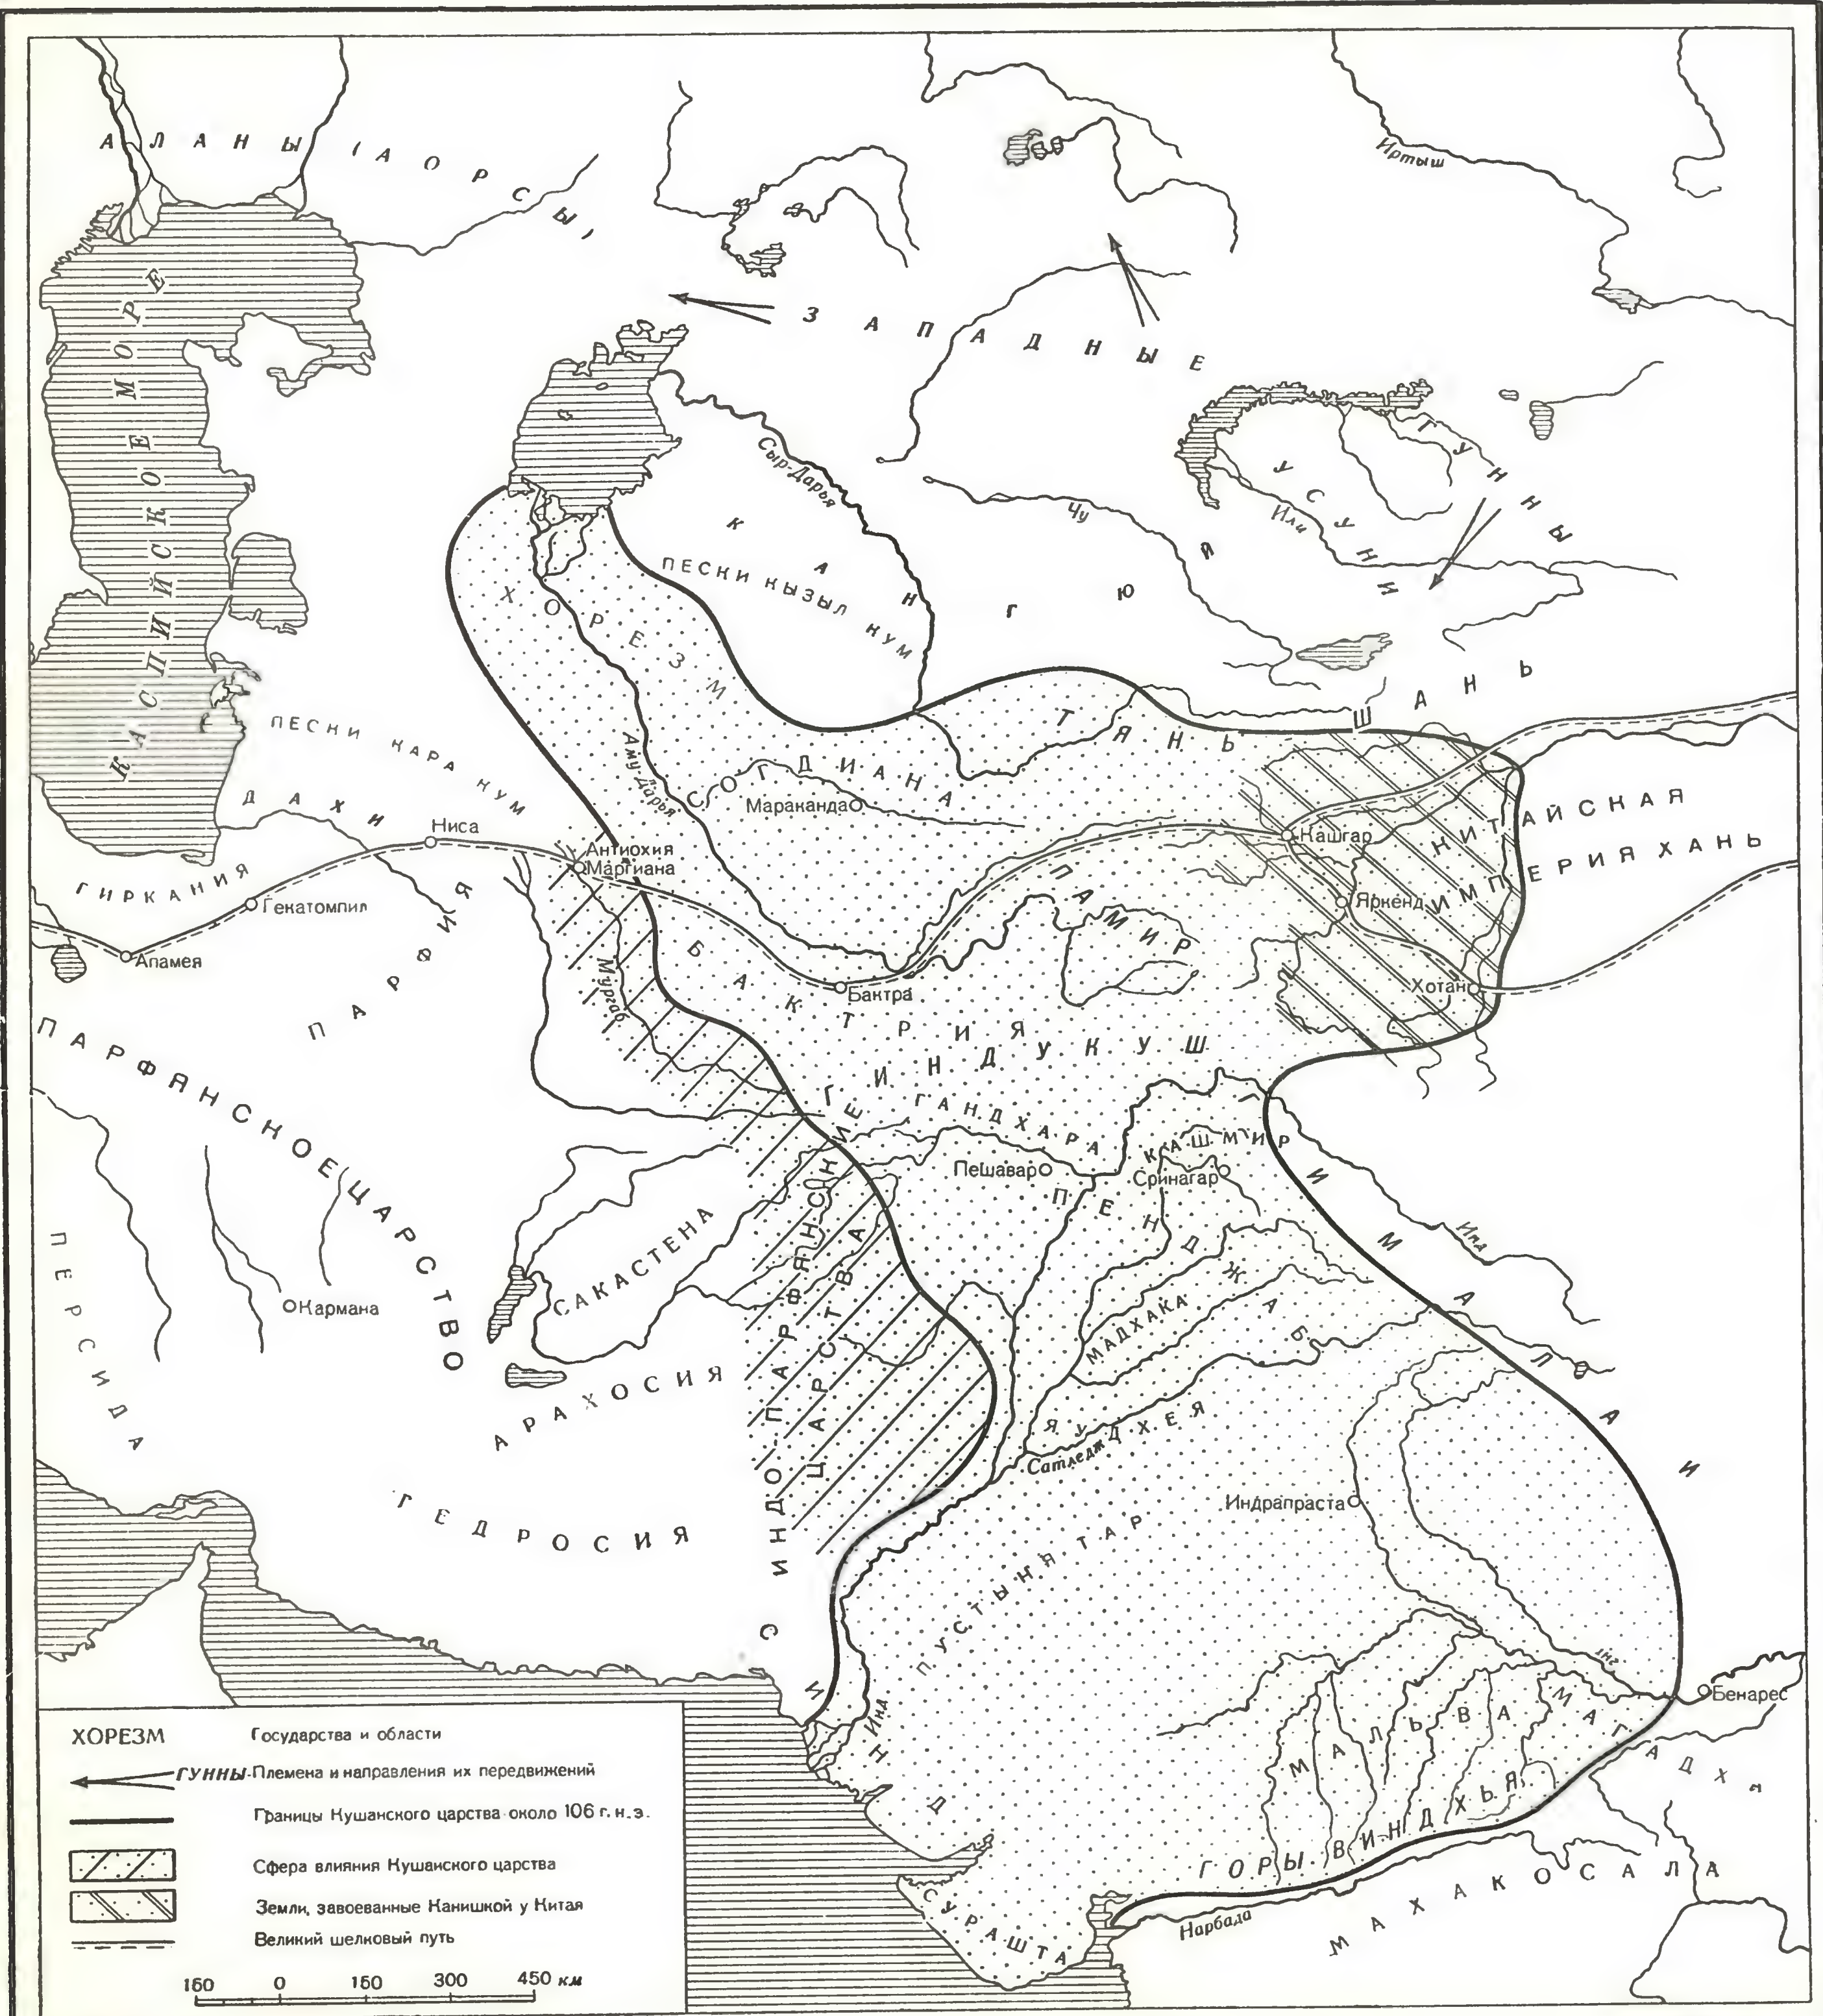 АЛАНЫ (АОРСЫ)
Иртыш
КАСПИЙСКОЕ МОРЕ
ЗАПАДНЫЕ
ГУННЫ
Сыр-Дарья
Чу
УСУНИ
Или
КАНГЮЙ
ПЕСКИ КЫЗЫЛ КУМ
ХОРЕЗМ
ТЯНЬ ШАНЬ
ПЕСКИ КАРА КУМ
Аму-Дарья
СОГДИАНА
Мараканда
ДАХИ
Ниса
Антиохия
Маргиана
Кашгар
КИТАЙСКАЯ
ИМПЕРИЯ ХАНЬ
ГИРКАНИЯ
Гекатомпил
Апамея
ПАРФИЯ
ПАМИР
Яркенд
Хотан
Мургаб
БАКТРИЯ
Бактра
ГИНДУКУШ
ПАРФЯНСКОЕ ЦАРСТВО
ГАНДХАРА
КАШМИР
Пешавар
Сринагар
ПЕНДЖАБ
ГИМАЛАИ
Инд
ПЕРСИДА
Кармана
САКАСТЕНА
ИНДО-ПАРФЯНСКИЕ
ЦАРСТВА
МАДХАКА
АРАХОСИЯ
ЯУДХЕЯ
Сатледж
ГЕДРОСИЯ
Индрапраста
ПУСТЫНЯ ТАР
СИНД
Инд
Бенарес
МАЛЬВА
МАГАДХА
ГОРЫ ВИНДХЬЯ
СУРАШТА
Нарбада
МАХАКОСАЛА
ХОРЕЗМ Государства и области
ГУННЫ-Племена и направления их передвижений
Границы Кушанского царства около 106 г. н.э.
Сфера влияния Кушанского царства
Земли, завоеванные Канишкой у Китая
Великий шелковый путь
160 0 150 300 450 км